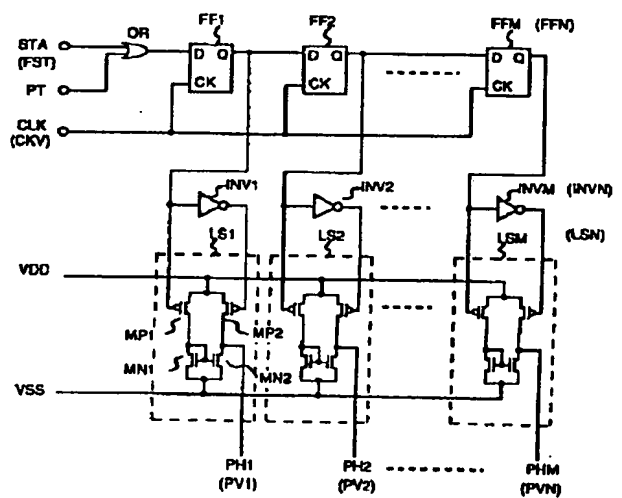 FF1 FF2 FFM (FFN)
OR
STA
(FST)
D Q D Q D Q
PT
CK CK CK
CLK
(CKV)
INV1 INV2 INVM (INVN)
LS1 LS2 LSM (LSN)
VDD
MP1 MP2
MN1 MN2
VSS
PH1 PH2 PHM
(PV1) (PV2) (PVN)